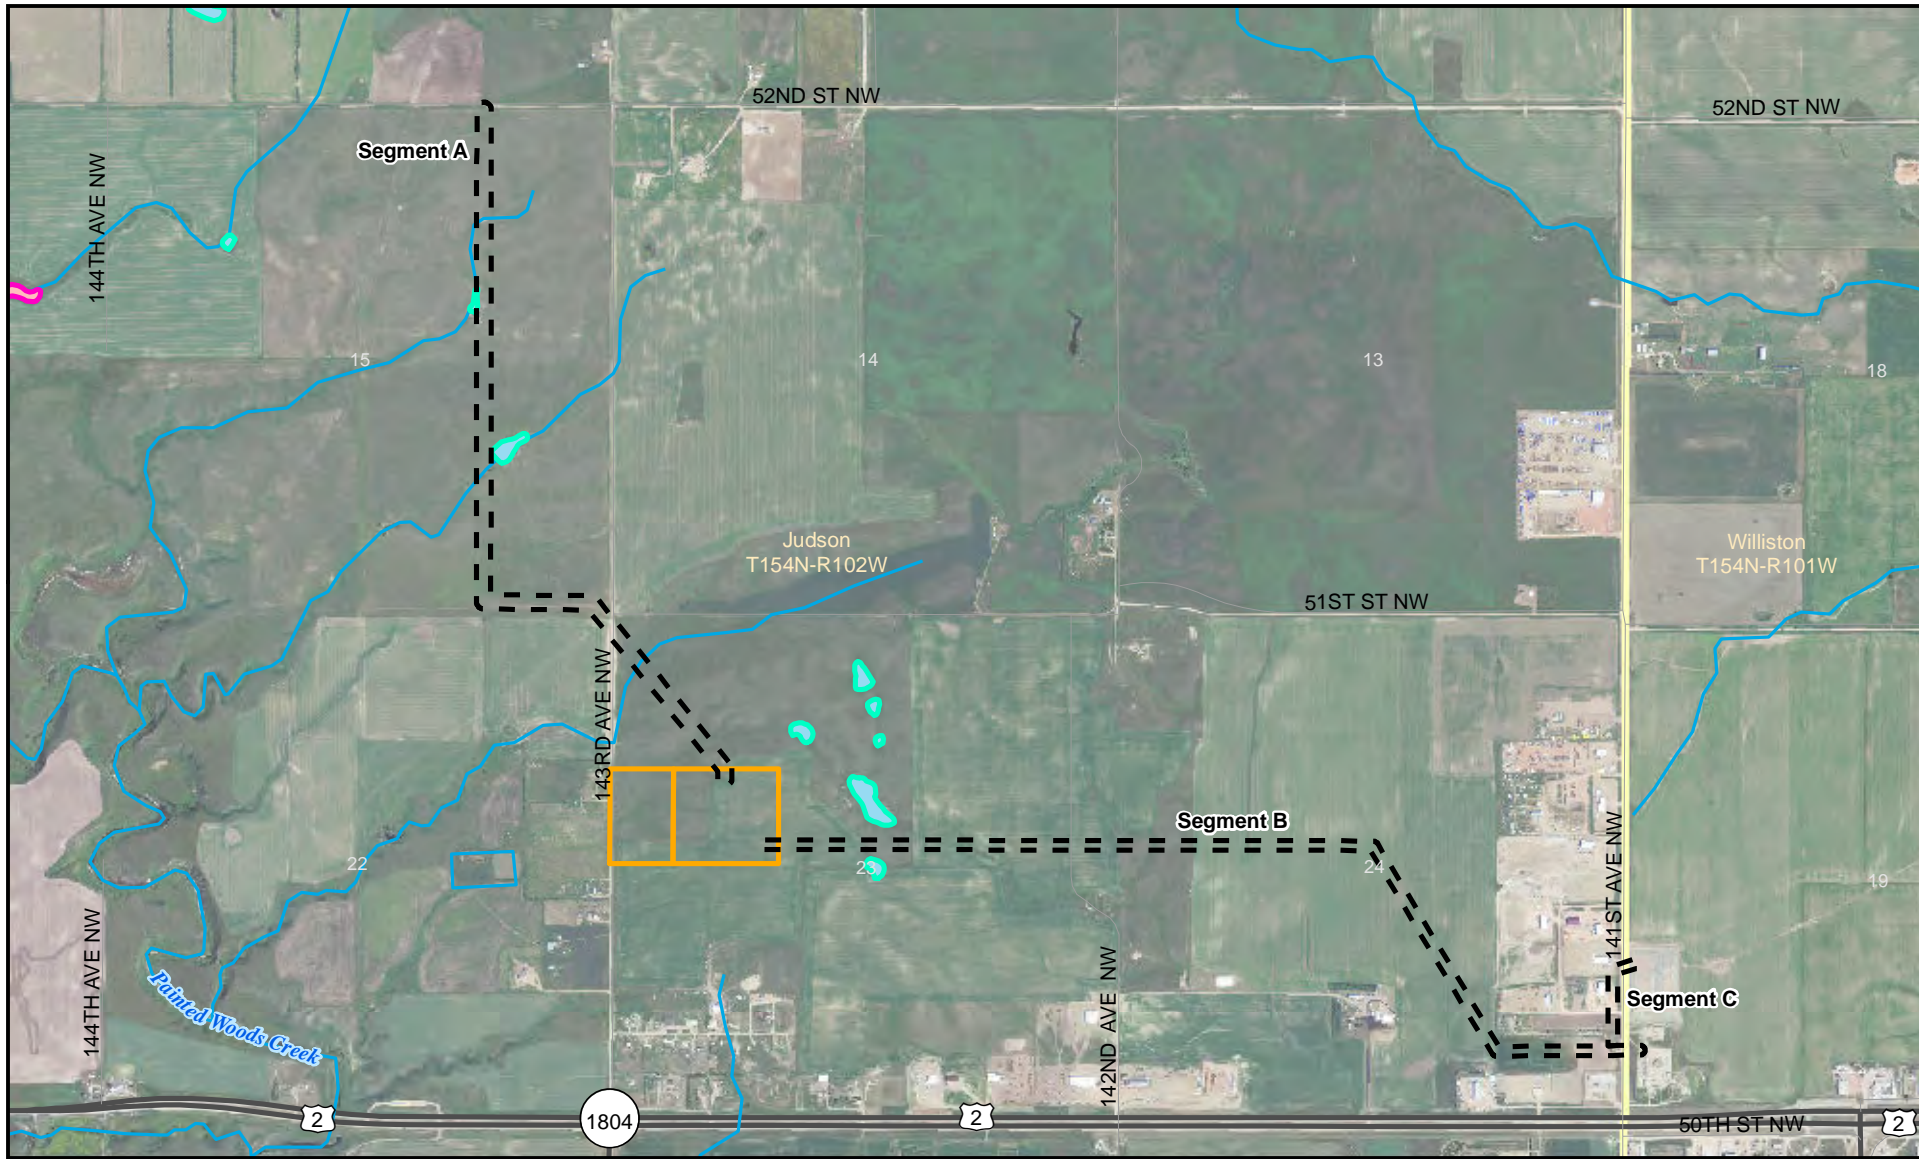 52ND ST NW
52ND ST NW
Segment A
144TH AVE NW
15
14
13
18
Judson
T154N-R102W
Williston
T154N-R101W
51ST ST NW
143RD AVE NW
Segment B
22
23
24
19
141ST AVE NW
144TH AVE NW
142ND AVE NW
Segment C
Painted Woods Creek
2
1804
2
50TH ST NW
2